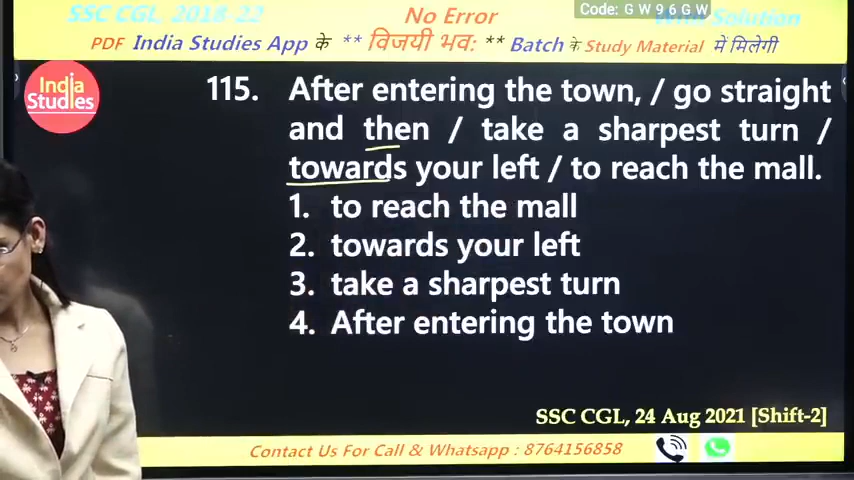 SSC CGL, 2018-22
No Error
Code: G W 9 6 G W
With Solution
PDF India Studies App के ** विजयी भव: ** Batch के Study Material में मिलेगी
India
Studies
115. After entering the town, / go straight
and then / take a sharpest turn /
towards your left / to reach the mall.
1. to reach the mall
2. towards your left
3. take a sharpest turn
4. After entering the town
SSC CGL, 24 Aug 2021 [Shift-2]
Contact Us For Call & Whatsapp : 8764156858